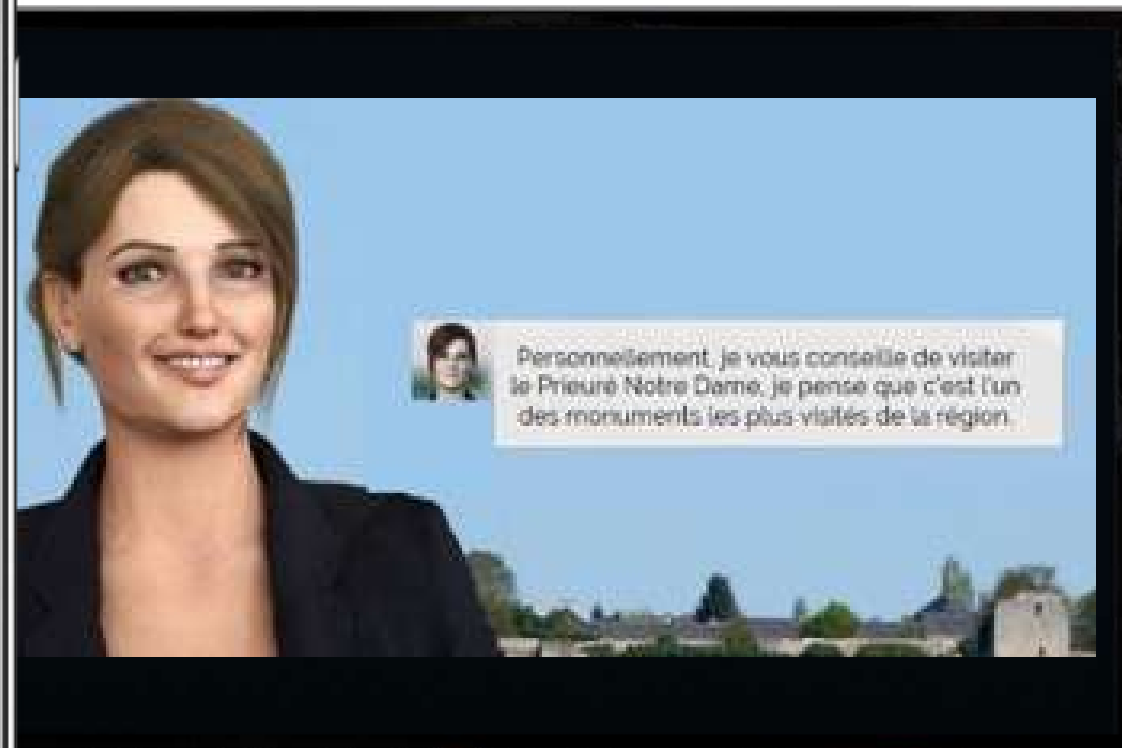 Personnellement, je vous conseille de visiter
le Prieuré Notre Dame, je pense que c'est l'un
des monuments les plus visités de la région.